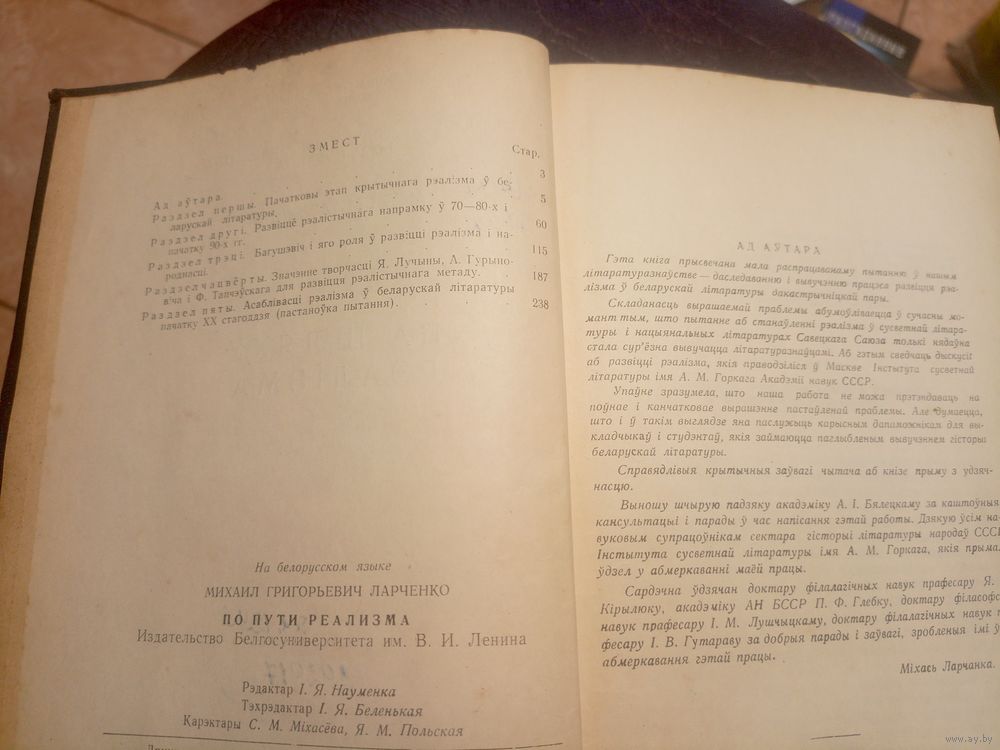 ЗМЕСТ
Стар.
Ад аўтара 3
Раздзел першы. Пачатковы этап крытычнага рэалізма ў бе-
ларускай літаратуры. 5
Раздзел другі. Развіццё рэалістычнага напрамку ў 70—80-х і
пачатку 90-х гг. 60
Раздзел трэці. Багушэвіч і яго роля ў развіцці рэалізма і на-
роднасці. 115
Раздзел чацвёрты. Значэнне творчасці Я. Лучыны, А. Гурыно-
віча і Ф. Тапчэўскага для развіцця рэалістычнага метаду. 187
Раздзел пяты. Асаблівасці рэалізма ў беларускай літаратуры
пачатку XX стагоддзя (пастаноўка пытання). 238
На белорусском языке
МИХАИЛ ГРИГОРЬЕВИЧ ЛАРЧЕНКО
ПО ПУТИ РЕАЛИЗМА
Издательство Белгосуниверситета им. В. И. Ленина
Рэдактар І. Я. Науменка
Тэхрэдактар І. Я. Беленькая
Карэктары С. М. Міхасёва, Я. М. Польская
АД АЎТАРА
Гэта кніга прысвечана мала распрацаванаму пытанню ў нашым
літаратуразнаўстве — даследаванню і вывучэнню працэса развіцця рэа-
лізма ў беларускай літаратуры дакастрычніцкай пары.
Складанасць вырашаемай праблемы абумоўліваецца ў сучасны мо-
мант тым, што пытанне аб станаўленні рэалізма ў сусветнай літара-
туры і нацыянальных літаратурах Савецкага Саюза толькі нядаўна
стала сур'ёзна вывучацца літаратуразнаўцамі. Аб гэтым сведчаць дыскусіі
аб развіцці рэалізма, якія праводзіліся ў Маскве Інстытута сусветнай
літаратуры імя А. М. Горкага Акадэміі навук СССР.
Упаўне зразумела, што наша работа не можа прэтэндаваць на
поўнае і канчатковае вырашэнне пастаўленай праблемы. Але думаецца,
што і ў такім выглядзе яна паслужыць карысным дапаможнікам для вы-
кладчыкаў і студэнтаў, якія займаюцца паглыбленым вывучэннем гісторыі
беларускай літаратуры.
Справядлівыя крытычныя заўвагі чытача аб кнізе прыму з удзяч-
насцю.
Выношу шчырую падзяку акадэміку А. І. Бялецкаму за каштоўныя
кансультацыі і парады ў час напісання гэтай работы. Дзякую ўсім на-
вуковым супрацоўнікам сектара гісторыі літаратуры народаў СССР
Інстытута сусветнай літаратуры імя А. М. Горкага, якія прыма
ўдзел у абмеркаванні маёй працы.
Сардэчна ўдзячан доктару філалагічных навук прафесару Я.
Кірылюку, акадэміку АН БССР П. Ф. Глебку, доктару філасоф
навук прафесару І. М. Лушчыцкаму, доктару філалагічных навук
фесару І. В. Гутараву за добрыя парады і заўвагі, зробленыя імі ў
абмеркавання гэтай працы.
Міхась Ларчанка.
www.ay.by